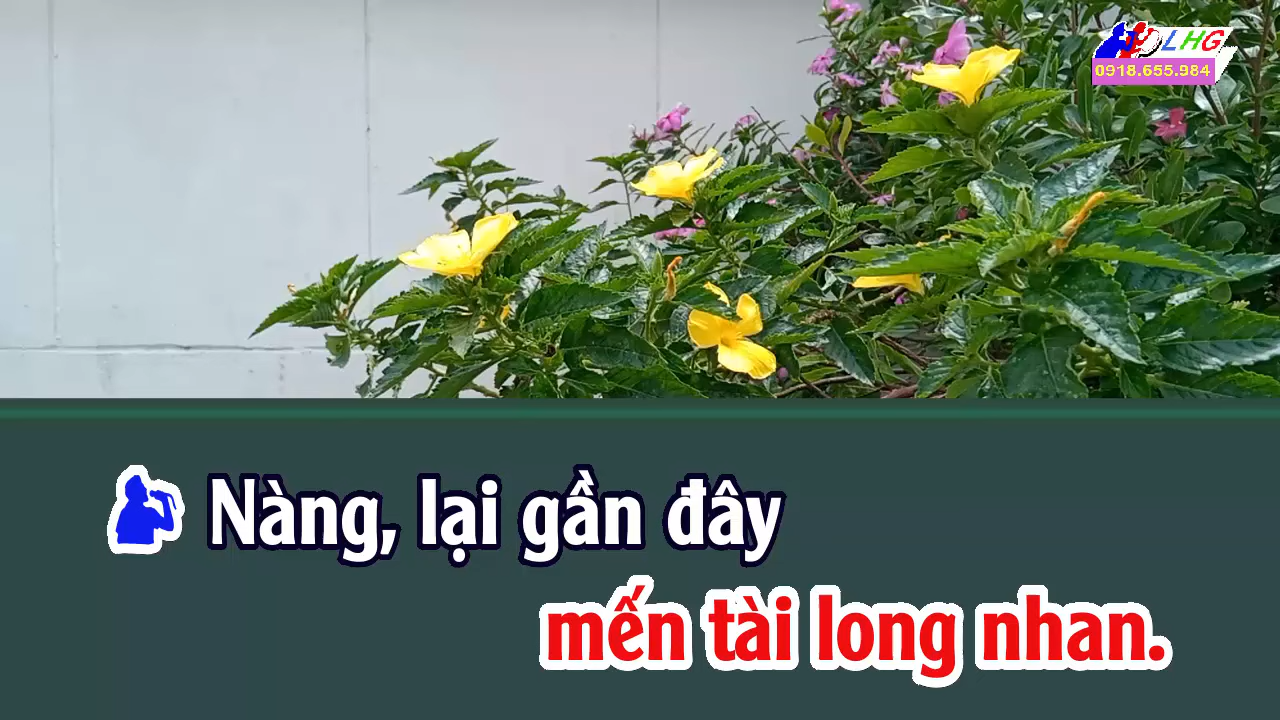 LHG
0918.655.984
Nàng, lại gần đây
mến tài long nhan.